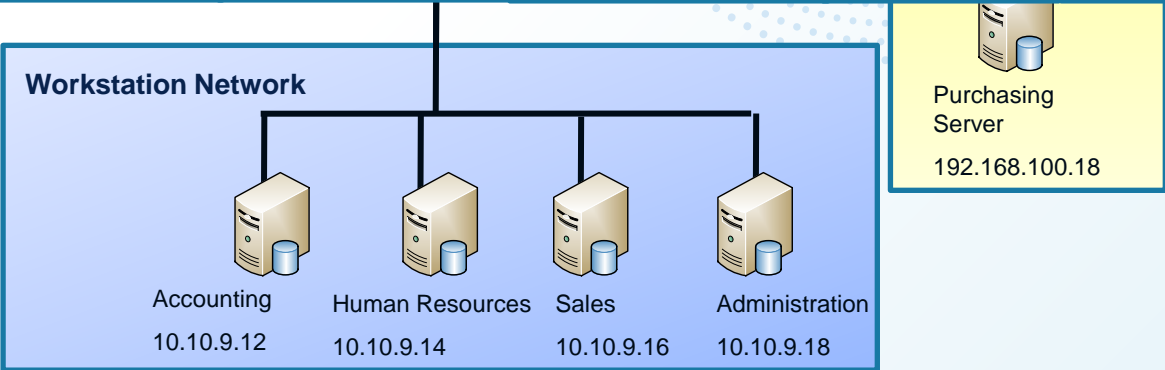 Workstation Network
Purchasing
Server
192.168.100.18
Accounting
10.10.9.12
Human Resources
10.10.9.14
Sales
10.10.9.16
Administration
10.10.9.18